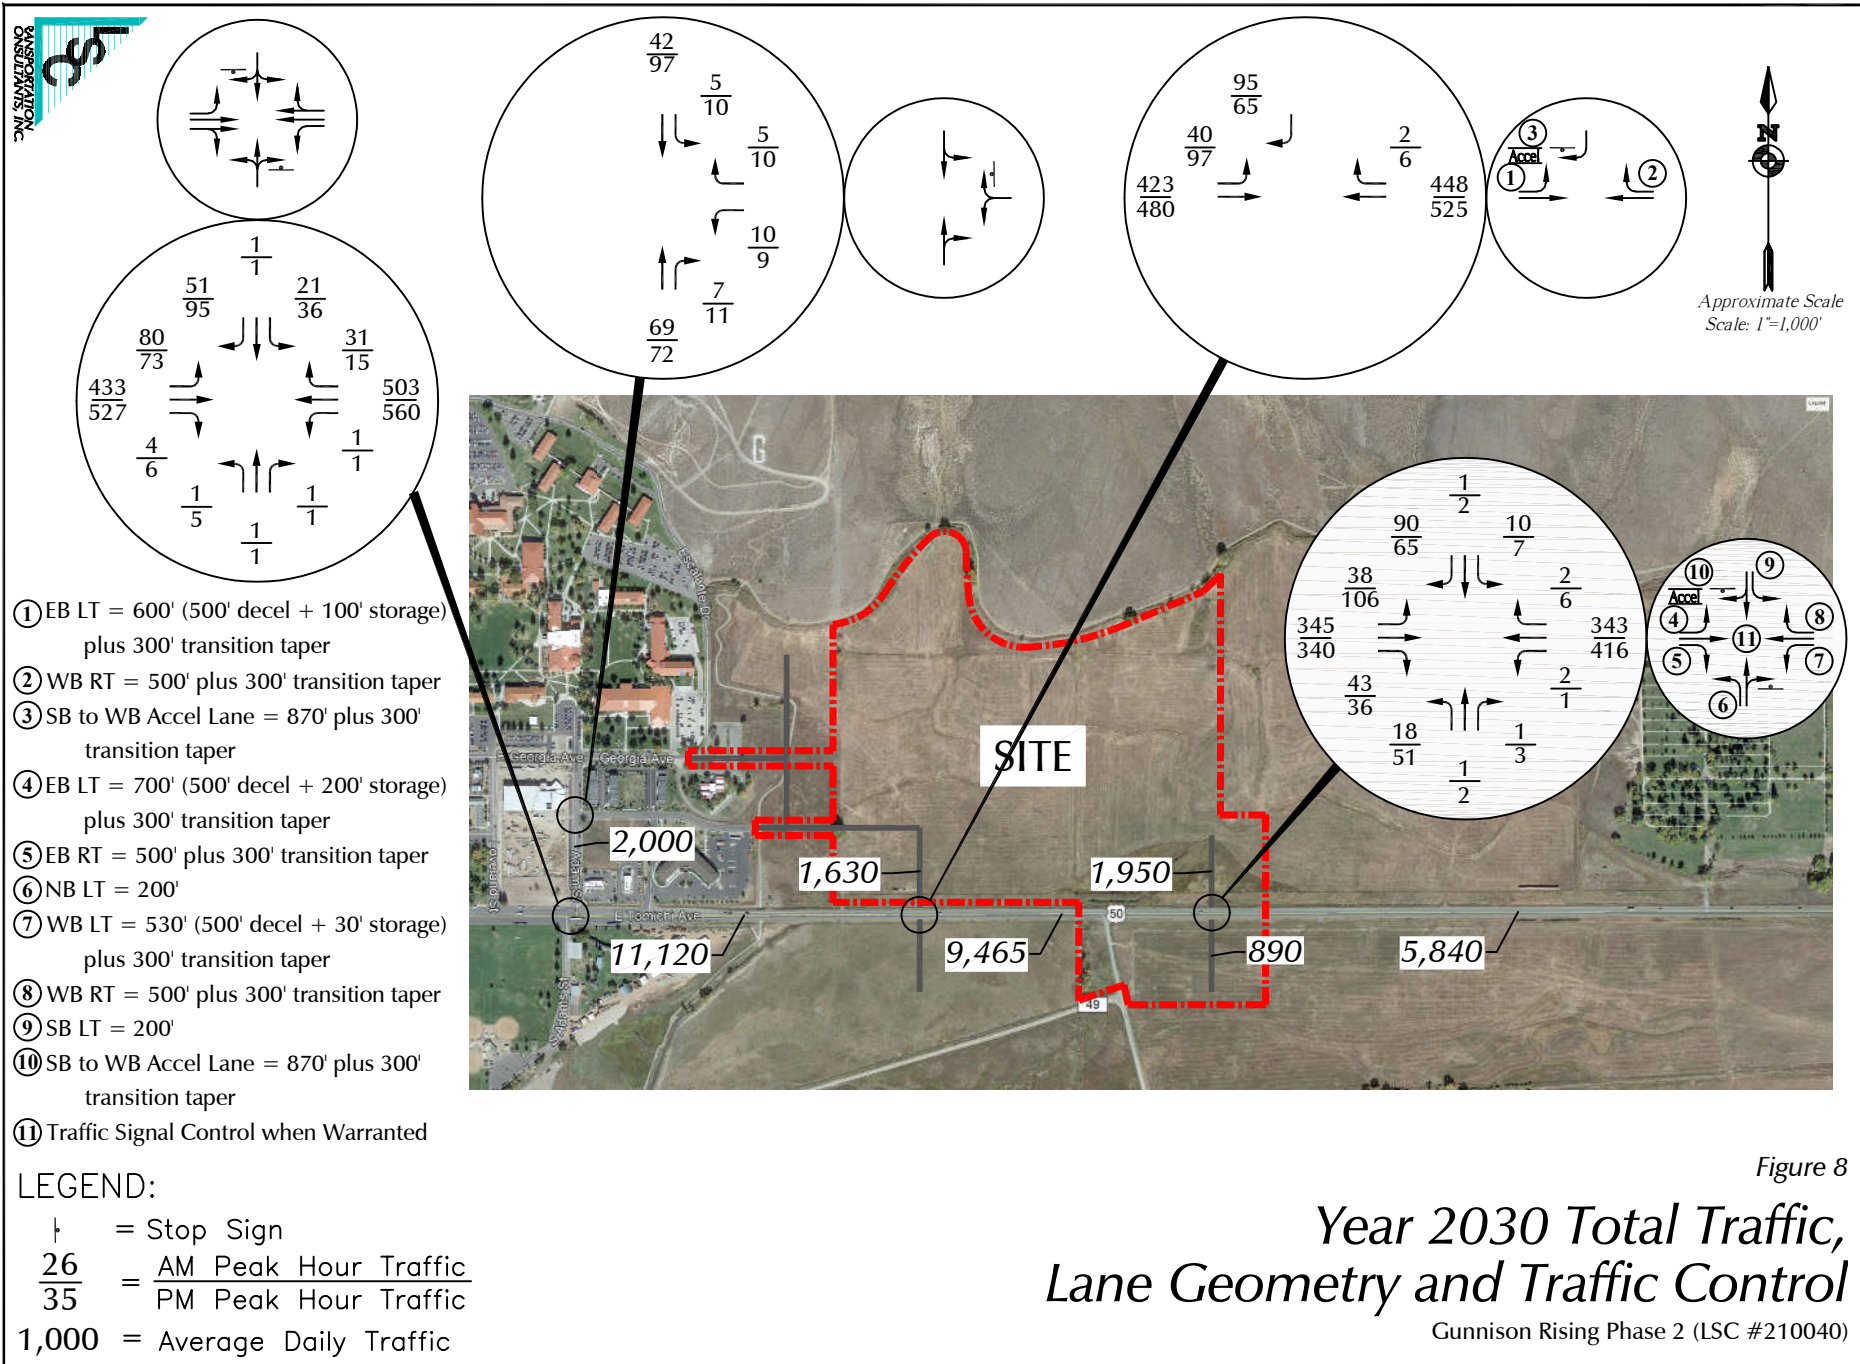 LSC
TRANSPORTATION
CONSULTANTS, INC.
1
1
51
95
21
36
80
73
31
15
433
527
503
560
4
6
1
1
1
5
1
1
1
1
42
97
5
10
5
10
10
9
7
11
69
72
95
65
40
97
2
6
423
480
448
525
3
Accel
1
2
N
Approximate Scale
Scale: 1"=1,000'
1
2
90
65
10
7
38
106
2
6
345
340
343
416
43
36
2
1
18
51
1
3
1
2
10
9
Accel
4
8
11
5
7
6
G
Escalante Dr
Georgia Ave
Georgia Ave
SITE
2,000
1,630
1,950
E Tomichi Ave
50
11,120
9,465
890
5,840
49
S Adams St
1 EB LT = 600' (500' decel + 100' storage)
plus 300' transition taper
2 WB RT = 500' plus 300' transition taper
3 SB to WB Accel Lane = 870' plus 300'
transition taper
4 EB LT = 700' (500' decel + 200' storage)
plus 300' transition taper
5 EB RT = 500' plus 300' transition taper
6 NB LT = 200'
7 WB LT = 530' (500' decel + 30' storage)
plus 300' transition taper
8 WB RT = 500' plus 300' transition taper
9 SB LT = 200'
10 SB to WB Accel Lane = 870' plus 300'
transition taper
11 Traffic Signal Control when Warranted
LEGEND:
= Stop Sign
26
35
= AM Peak Hour Traffic
PM Peak Hour Traffic
1,000 = Average Daily Traffic
Figure 8
Year 2030 Total Traffic,
Lane Geometry and Traffic Control
Gunnison Rising Phase 2 (LSC #210040)